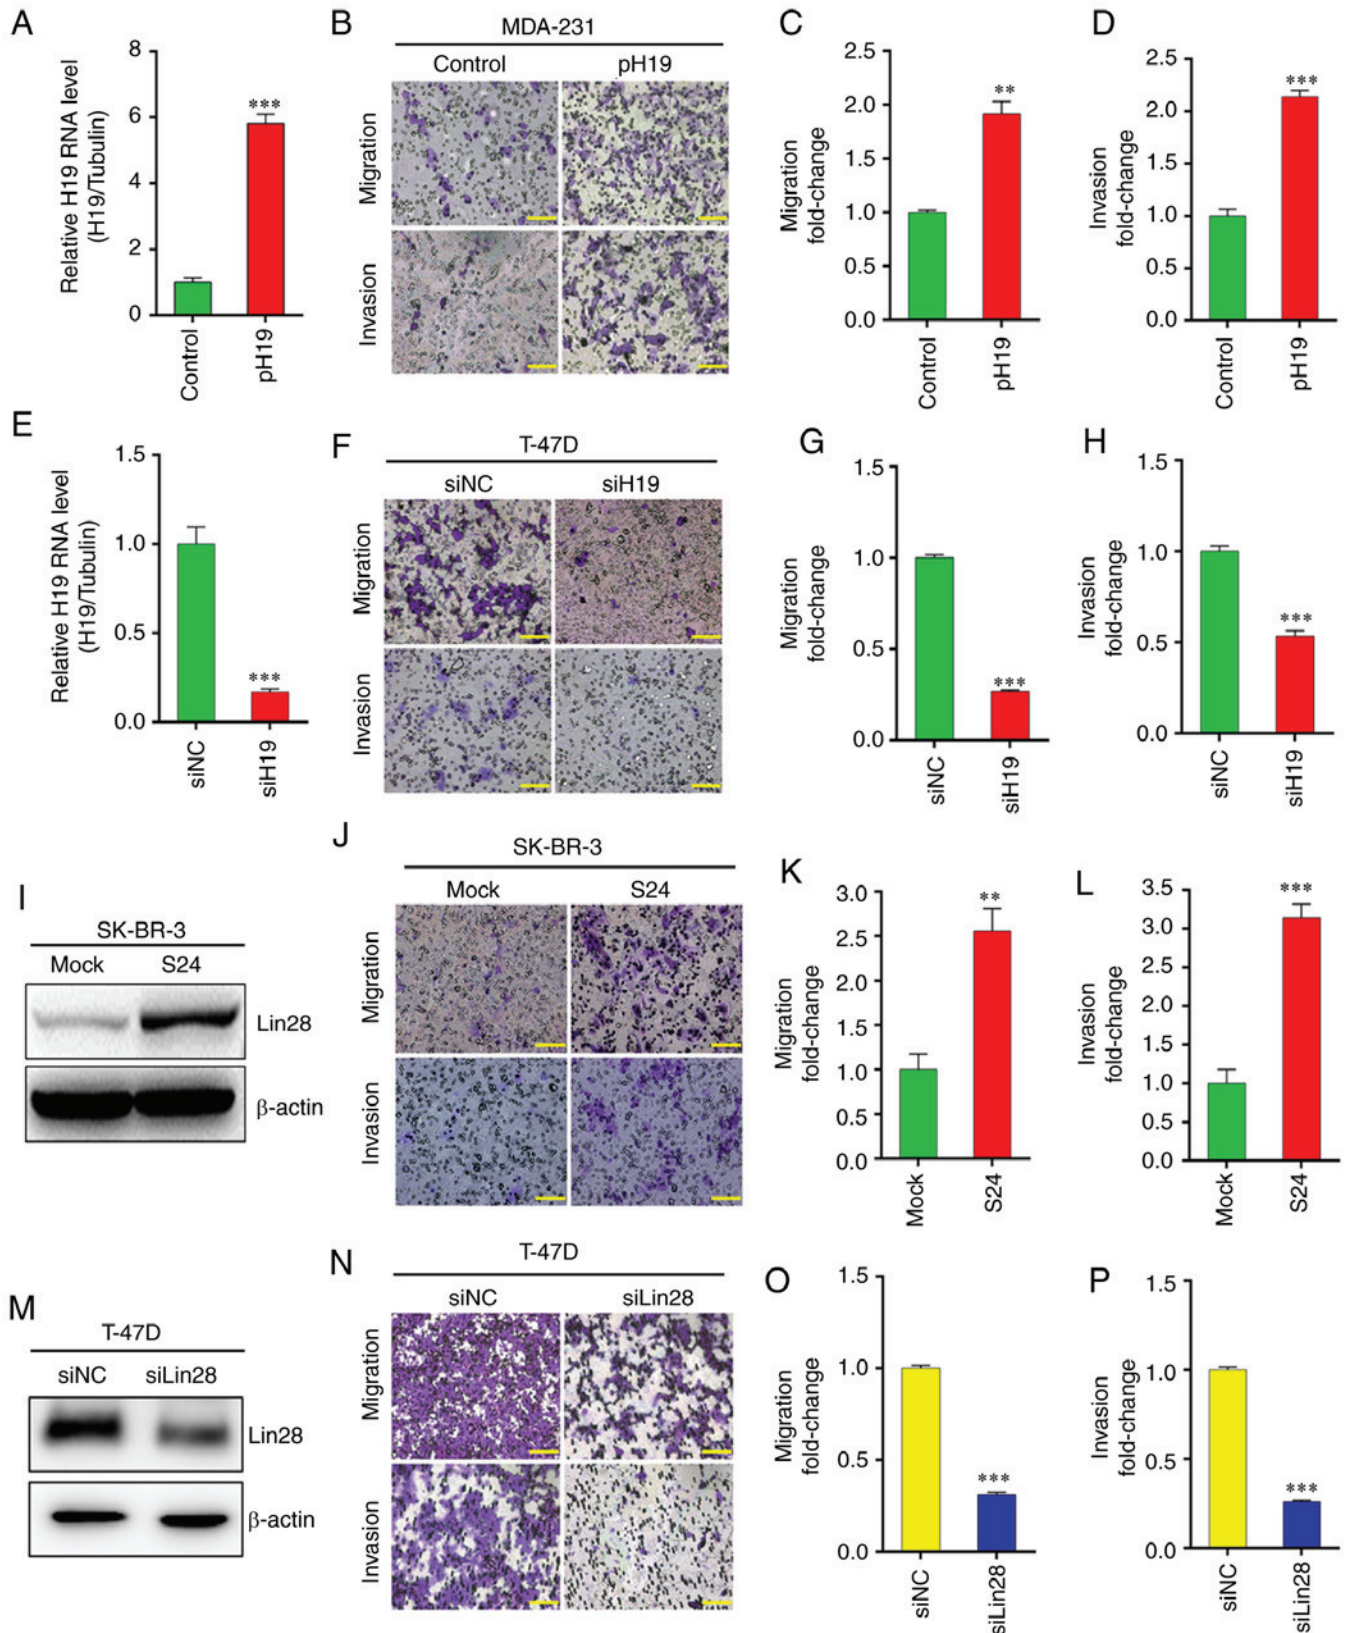 A
Relative H19 RNA level
(H19/Tubulin)
8
6
4
2
0
***
Control
pH19
B
MDA-231
Control
pH19
Migration
Invasion
C
Migration
fold-change
2.5
2.0
1.5
1.0
0.5
0.0
**
Control
pH19
D
Invasion
fold-change
2.5
2.0
1.5
1.0
0.5
0.0
***
Control
pH19
E
Relative H19 RNA level
(H19/Tubulin)
1.5
1.0
0.5
0.0
***
siNC
siH19
F
T-47D
siNC
siH19
Migration
Invasion
G
Migration
fold-change
1.5
1.0
0.5
0.0
***
siNC
siH19
H
Invasion
fold-change
1.5
1.0
0.5
0.0
***
siNC
siH19
I
SK-BR-3
Mock
S24
Lin28
β-actin
J
SK-BR-3
Mock
S24
Migration
Invasion
K
Migration
fold-change
3.0
2.5
2.0
1.5
1.0
0.5
0.0
**
Mock
S24
L
Invasion
fold-change
3.5
3.0
2.5
2.0
1.5
1.0
0.5
0.0
***
Mock
S24
M
T-47D
siNC
siLin28
Lin28
β-actin
N
T-47D
siNC
siLin28
Migration
Invasion
O
Migration
fold-change
1.5
1.0
0.5
0.0
***
siNC
siLin28
P
Invasion
fold-change
1.5
1.0
0.5
0.0
***
siNC
siLin28